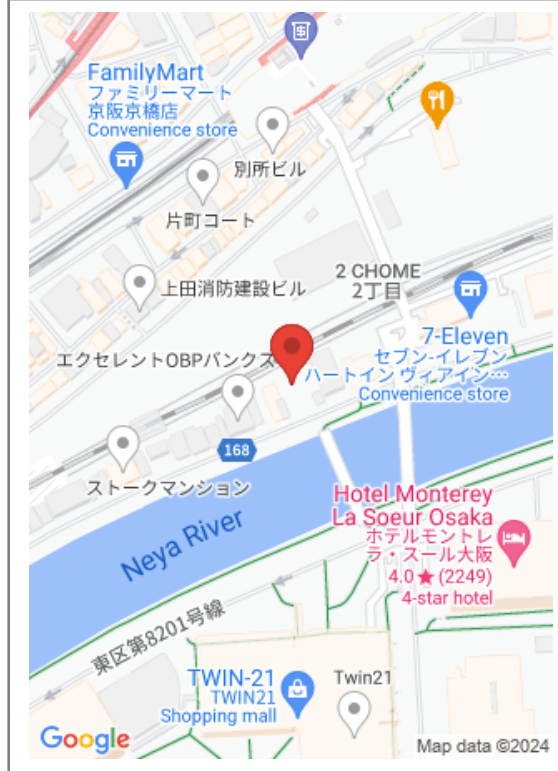 FamilyMart
ファミリーマート
京阪京橋店
Convenience store
別所ビル
片町コート
2 CHOME
2丁目
上田消防建設ビル
7-Eleven
セブン-イレブン
ハートイン ヴィアイン…
Convenience store
エクセレントOBPバンクス
168
ストークマンション
Neya River
Hotel Monterey
La Soeur Osaka
ホテルモントレ
ラ・スール大阪
4.0★(2249)
4-star hotel
東区第8201号線
TWIN-21
TWIN21
Shopping mall
Twin21
Google
Map data ©2024